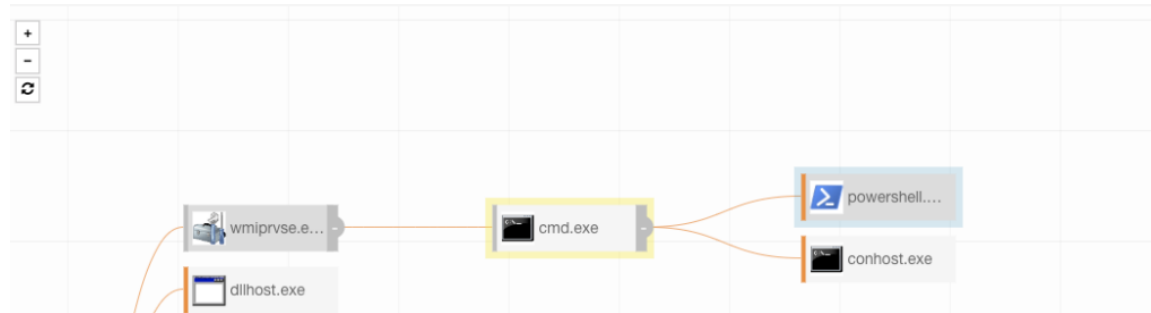 +
-
powershell....
wmiprvse.e...
cmd.exe
conhost.exe
dllhost.exe